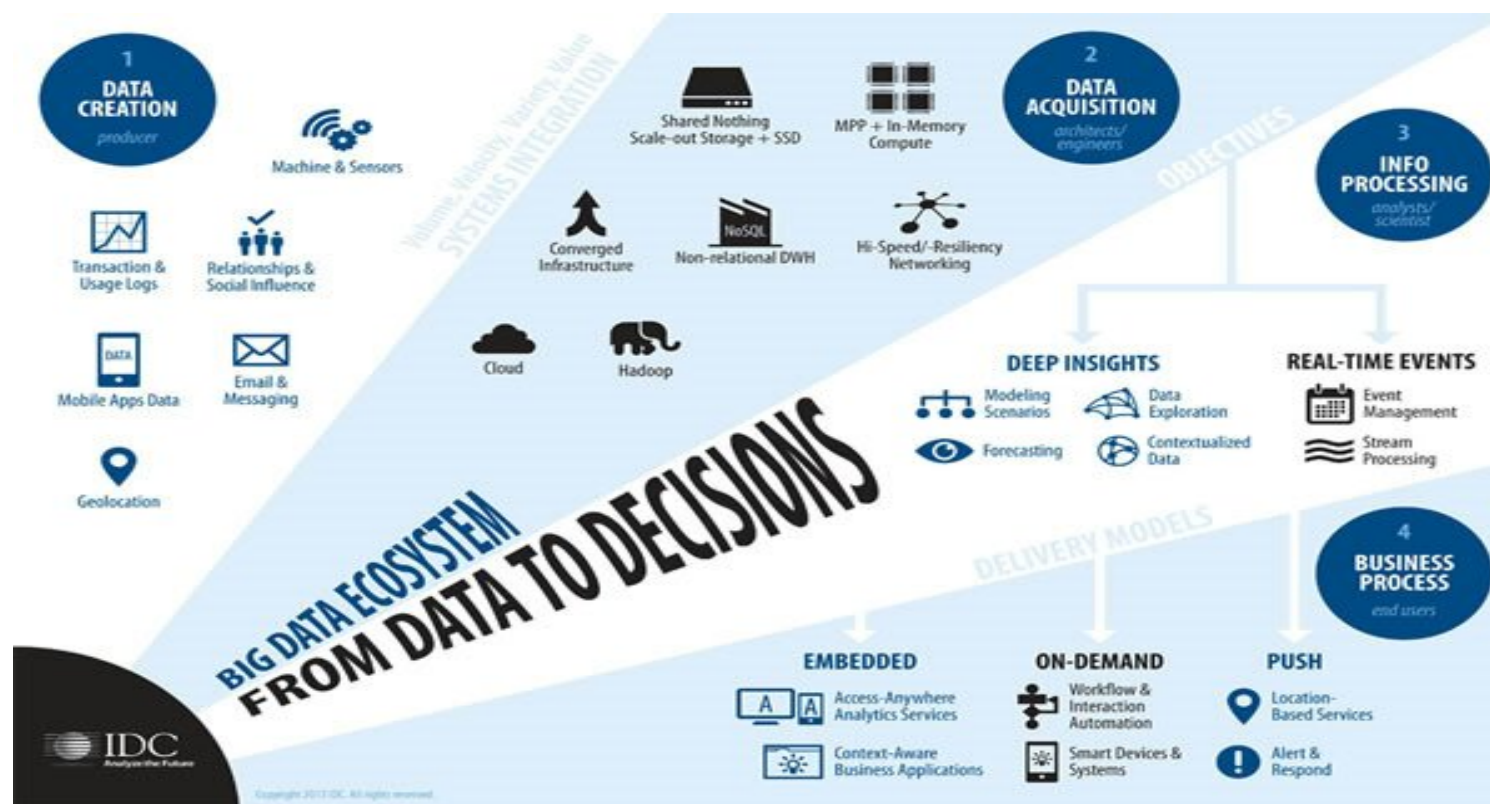 1
DATA
CREATION
producer
Machine & Sensors
Transaction &
Usage Logs
Relationships &
Social Influence
DATA
Mobile Apps Data
Email &
Messaging
Geolocation
Volume, Velocity, Variety, Value
SYSTEMS INTEGRATION
2
DATA
ACQUISITION
architects/
engineers
Shared Nothing
Scale-out Storage + SSD
MPP + In-Memory
Compute
Converged
Infrastructure
NoSQL
Non-relational DWH
Hi-Speed/-Resiliency
Networking
Cloud
Hadoop
OBJECTIVES
3
INFO
PROCESSING
analysts/
scientist
DEEP INSIGHTS
Modeling
Scenarios
Data
Exploration
Forecasting
Contextualized
Data
REAL-TIME EVENTS
Event
Management
Stream
Processing
BIG DATA ECOSYSTEM
FROM DATA TO DECISIONS
DELIVERY MODELS
4
BUSINESS
PROCESS
end users
EMBEDDED
A
A
Access-Anywhere
Analytics Services
Context-Aware
Business Applications
ON-DEMAND
Workflow &
Interaction
Automation
Smart Devices &
Systems
PUSH
Location-
Based Services
Alert &
Respond
IDC
Analyze the Future
Copyright IDC. All rights reserved.